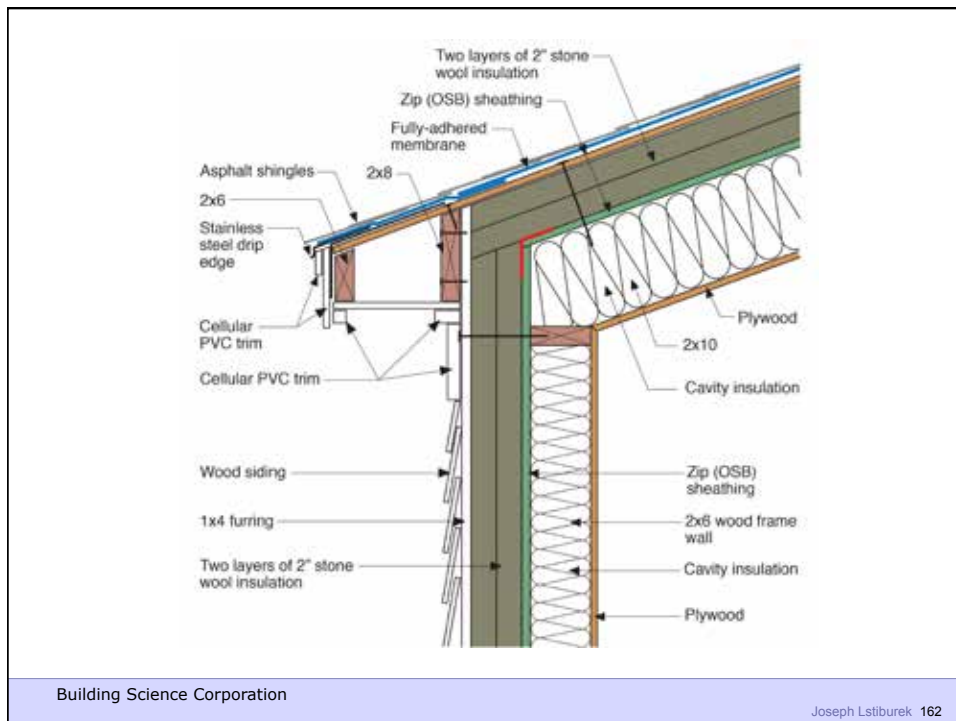 Two layers of 2" stone
wool insulation
Zip (OSB) sheathing
Fully-adhered
membrane
Asphalt shingles
2x8
2x6
Stainless
steel drip
edge
Cellular
PVC trim
Cellular PVC trim
Plywood
2x10
Cavity insulation
Wood siding
1x4 furring
Two layers of 2" stone
wool insulation
Zip (OSB)
sheathing
2x6 wood frame
wall
Cavity insulation
Plywood
Building Science Corporation
Joseph Lstiburek 162